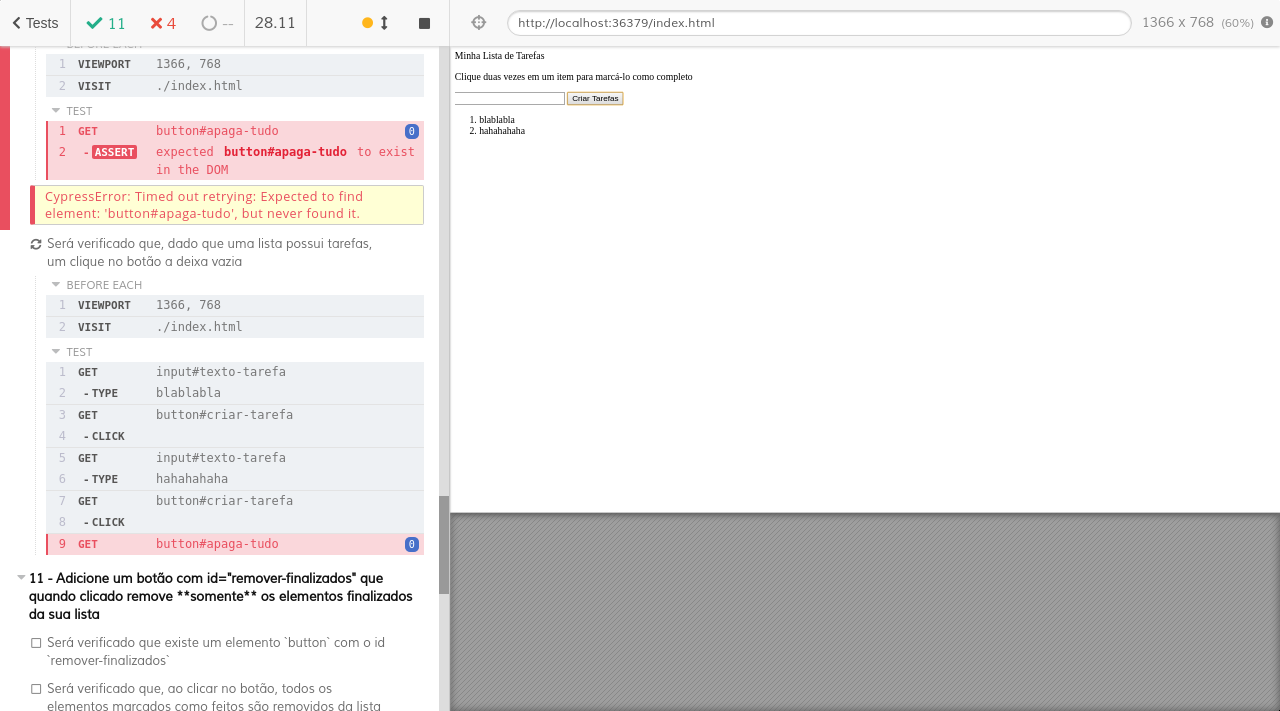 Tests 11 4 -- 28.11
http://localhost:36379/index.html 1366 x 768 (60%)
BEFORE EACH
1 VIEWPORT 1366, 768
2 VISIT ./index.html
TEST
1 GET button#apaga-tudo 0
2 - ASSERT expected button#apaga-tudo to exist
in the DOM
CypressError: Timed out retrying: Expected to find
element: 'button#apaga-tudo', but never found it.
Será verificado que, dado que uma lista possui tarefas,
um clique no botão a deixa vazia
BEFORE EACH
1 VIEWPORT 1366, 768
2 VISIT ./index.html
TEST
1 GET input#texto-tarefa
2 - TYPE blablabla
3 GET button#criar-tarefa
4 - CLICK
5 GET input#texto-tarefa
6 - TYPE hahahahaha
7 GET button#criar-tarefa
8 - CLICK
9 GET button#apaga-tudo 0
11 - Adicione um botão com id="remover-finalizados" que
quando clicado remove **somente** os elementos finalizados
da sua lista
Será verificado que existe um elemento `button` com o id
`remover-finalizados`
Será verificado que, ao clicar no botão, todos os
elementos marcados como feitos são removidos da lista
Minha Lista de Tarefas
Clique duas vezes em um item para marcá-lo como completo
Criar Tarefas
1. blablabla
2. hahahahaha